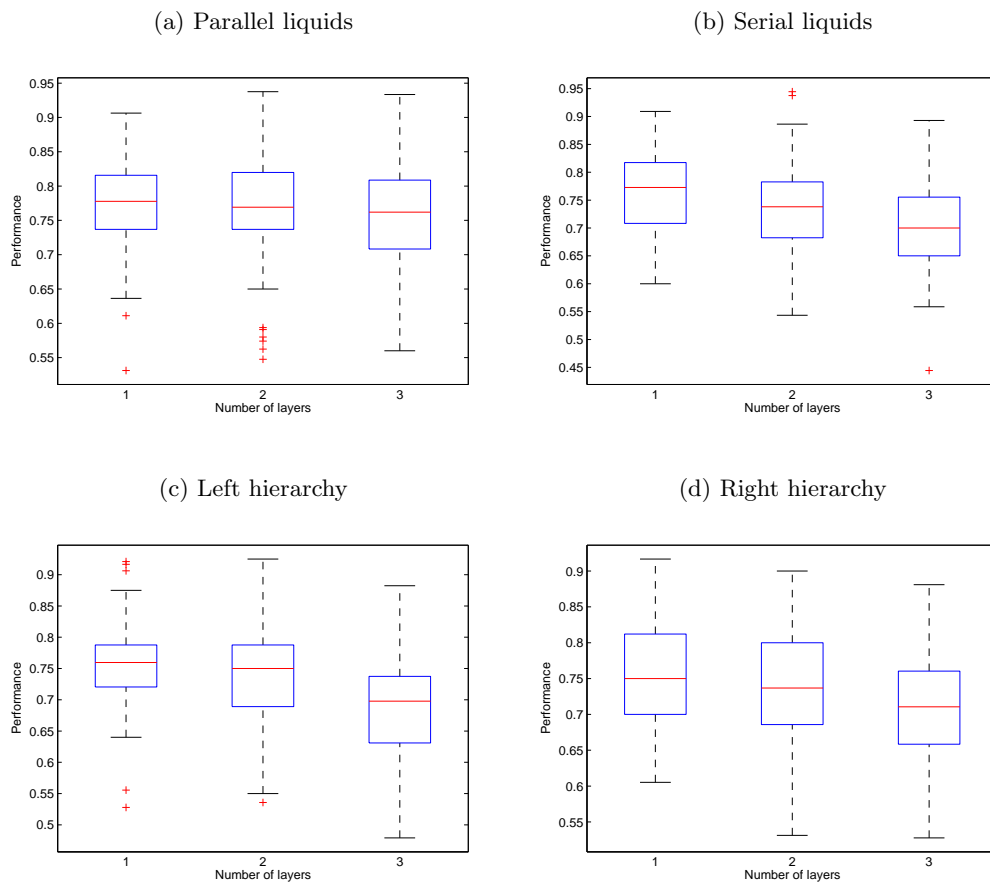 (a) Parallel liquids
0.95
0.9
0.85
0.8
0.75
0.7
0.65
0.6
0.55
Performance
1 2 3
Number of layers
(b) Serial liquids
0.95
0.9
0.85
0.8
0.75
0.7
0.65
0.6
0.55
0.5
0.45
Performance
1 2 3
Number of layers
(c) Left hierarchy
0.9
0.85
0.8
0.75
0.7
0.65
0.6
0.55
0.5
Performance
1 2 3
Number of layers
(d) Right hierarchy
0.9
0.85
0.8
0.75
0.7
0.65
0.6
0.55
Performance
1 2 3
Number of layers